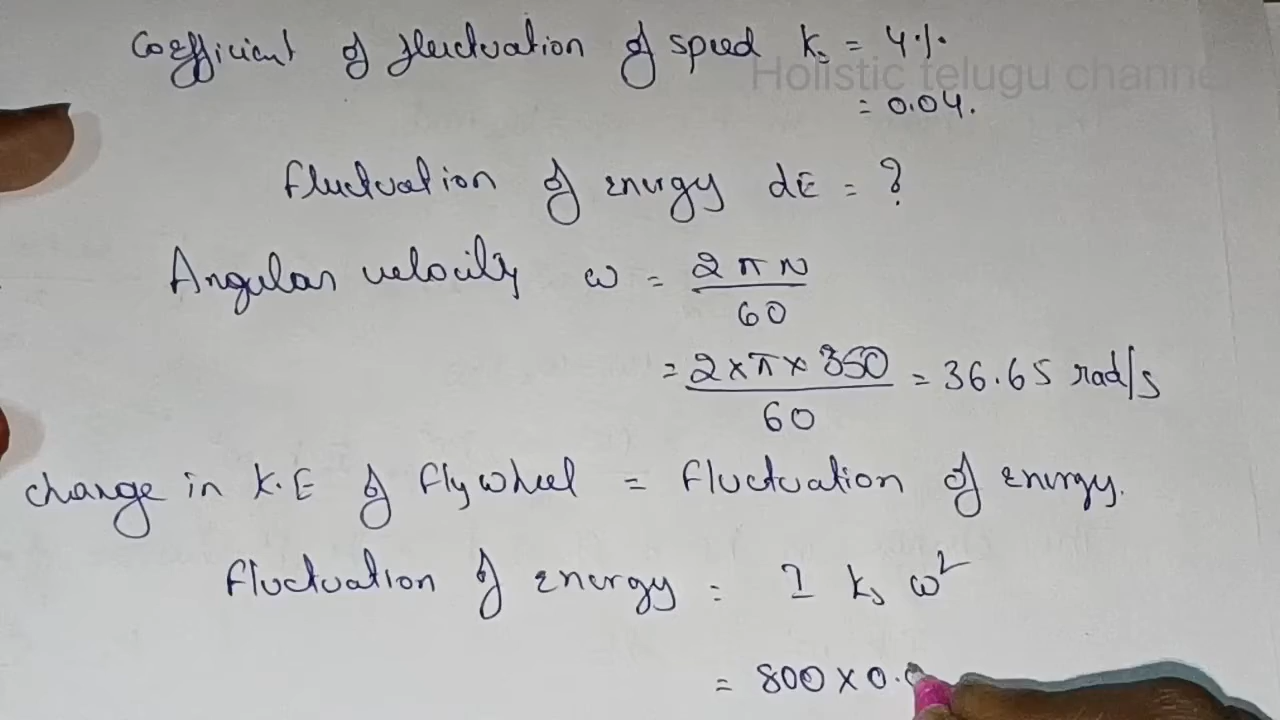 Coefficient of fluctuation of speed Ks = 4%
Holistic telugu channe
= 0.04.
Fluctuation of energy dE = ?
Angular velocity ω = 2πN
60
= 2×π×350 = 36.65 rad/s
60
change in K.E of flywheel = fluctuation of energy.
Fluctuation of energy = I Ks ω²
= 800×0.0